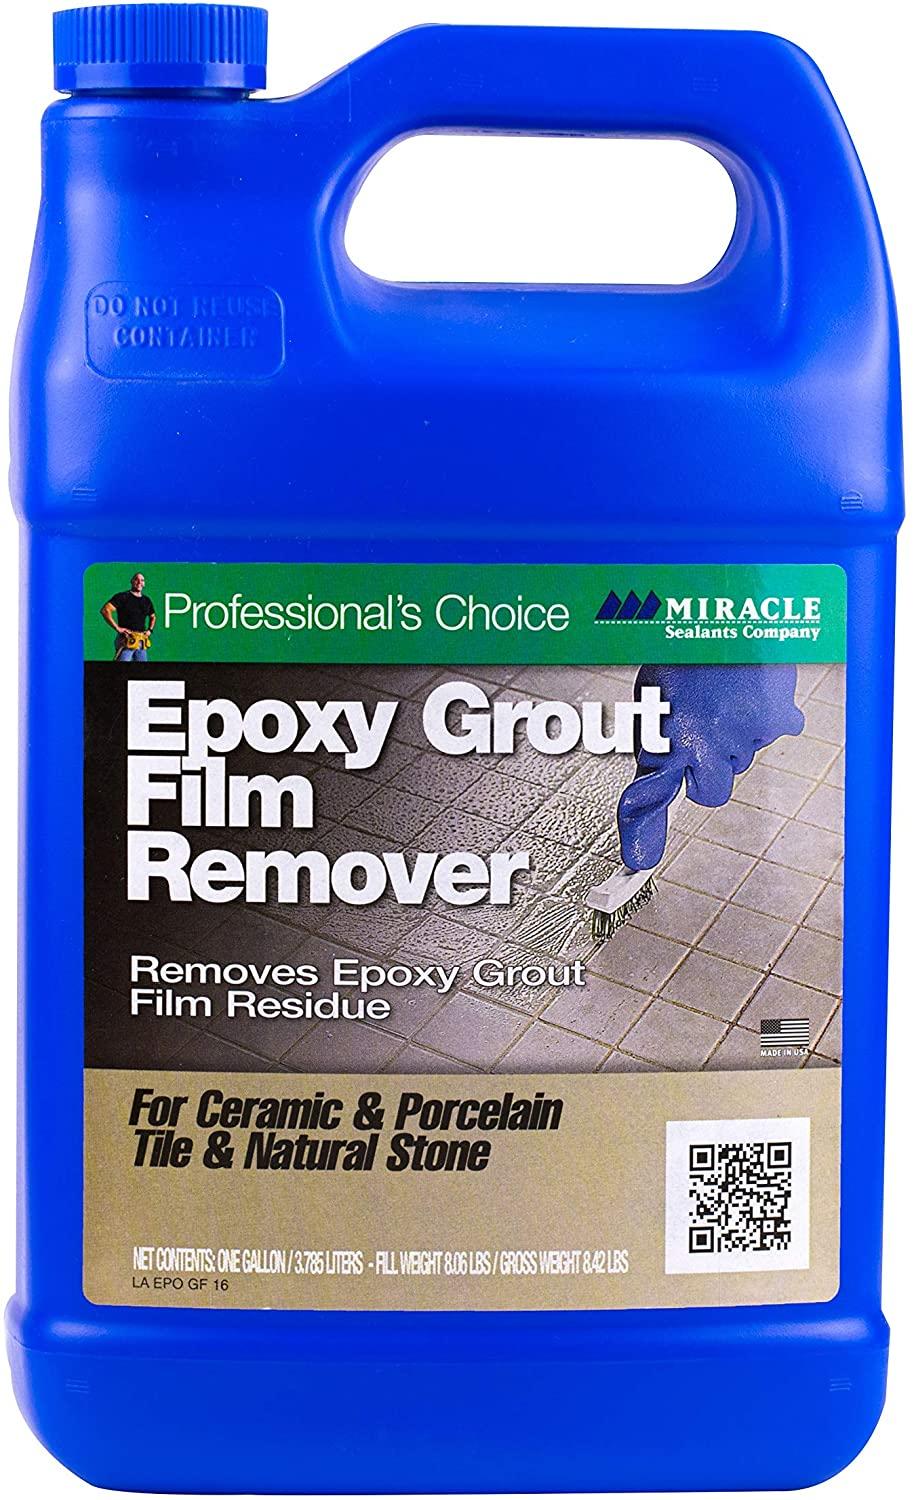 DO NOT REUSE
CONTAINER
Professional's Choice
MIRACLE
Sealants Company
Epoxy Grout
Film
Remover
Removes Epoxy Grout
Film Residue
MADE IN USA
For Ceramic & Porcelain
Tile & Natural Stone
NET CONTENTS: ONE GALLON / 3.785 LITERS - FILL WEIGHT 8.06 LBS / GROSS WEIGHT 8.42 LBS
LA EPO GF 16